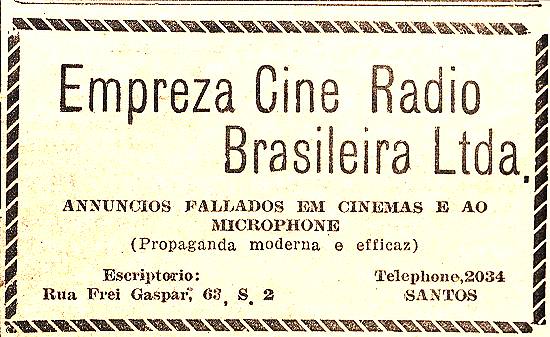 Empreza Cine Radio
Brasileira Ltda.
ANNUNCIOS FALLADOS EM CINEMAS E AO
MICROPHONE
(Propaganda moderna e efficaz)
Escriptorio:
Rua Frei Gaspar, 63, S. 2
Telephone,2034
SANTOS